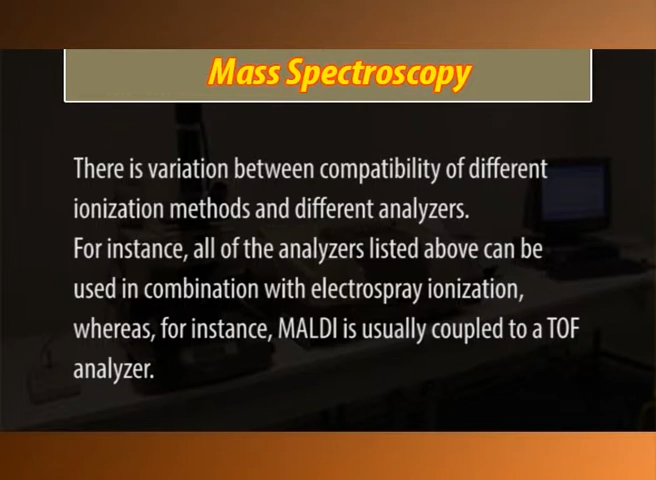 Mass Spectroscopy
There is variation between compatibility of different
ionization methods and different analyzers.
For instance, all of the analyzers listed above can be
used in combination with electrospray ionization,
whereas, for instance, MALDI is usually coupled to a TOF
analyzer.